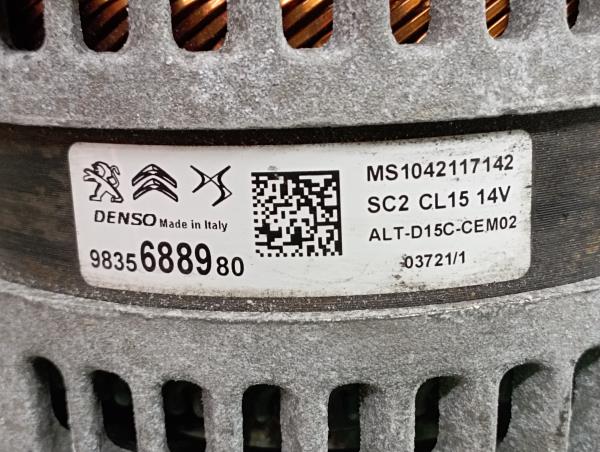 DENSO Made in Italy
9835688980
MS1042117142
SC2 CL15 14V
ALT-D15C-CEM02
03721/1